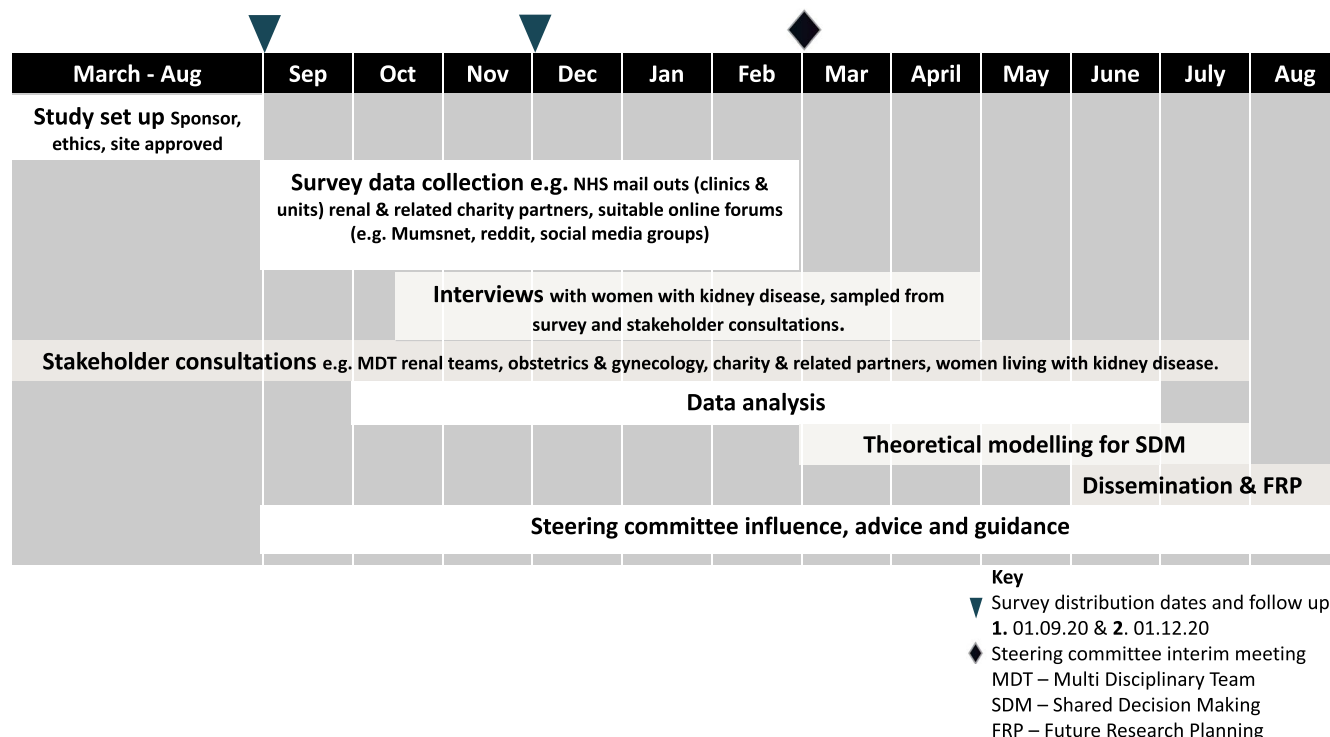 March - Aug Sep Oct Nov Dec Jan Feb Mar April May June July Aug
Study set up Sponsor,
ethics, site approved
Survey data collection e.g. NHS mail outs (clinics &
units) renal & related charity partners, suitable online forums
(e.g. Mumsnet, reddit, social media groups)
Interviews with women with kidney disease, sampled from
survey and stakeholder consultations.
Stakeholder consultations e.g. MDT renal teams, obstetrics & gynecology, charity & related partners, women living with kidney disease.
Data analysis
Theoretical modelling for SDM
Dissemination & FRP
Steering committee influence, advice and guidance
Key
Survey distribution dates and follow up
1. 01.09.20 & 2. 01.12.20
Steering committee interim meeting
MDT – Multi Disciplinary Team
SDM – Shared Decision Making
FRP – Future Research Planning